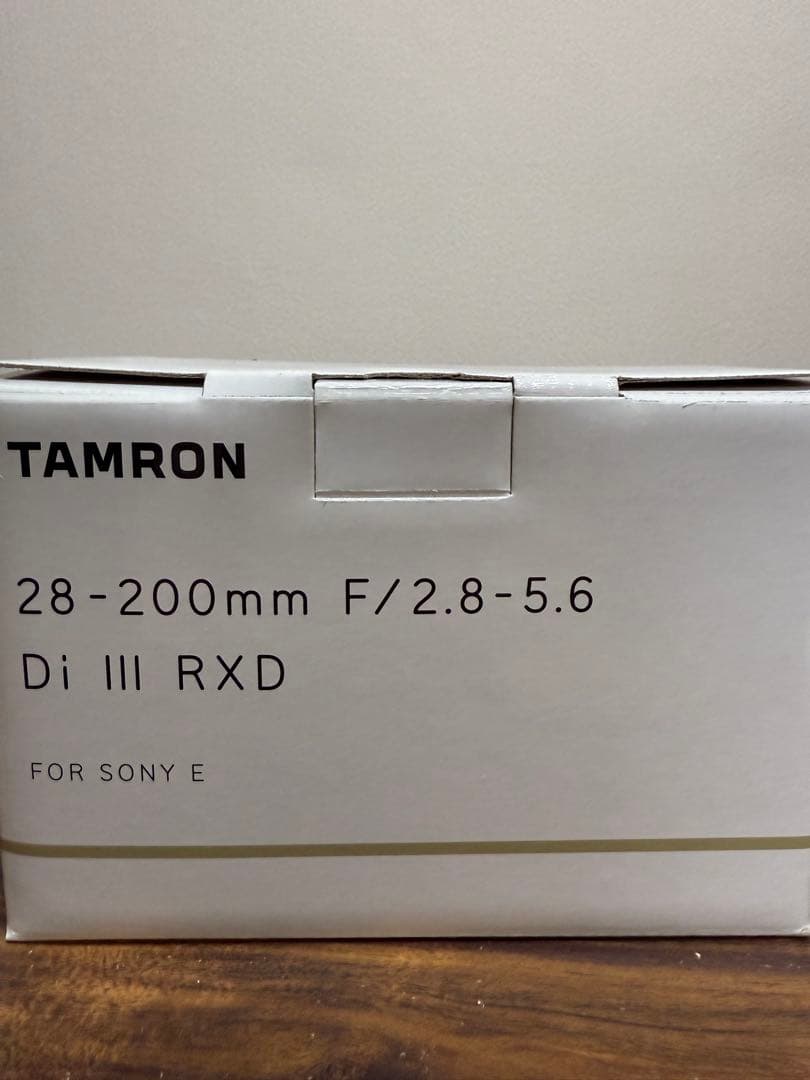 TAMRON
28-200mm F/2.8-5.6
Di III RXD
FOR SONY E